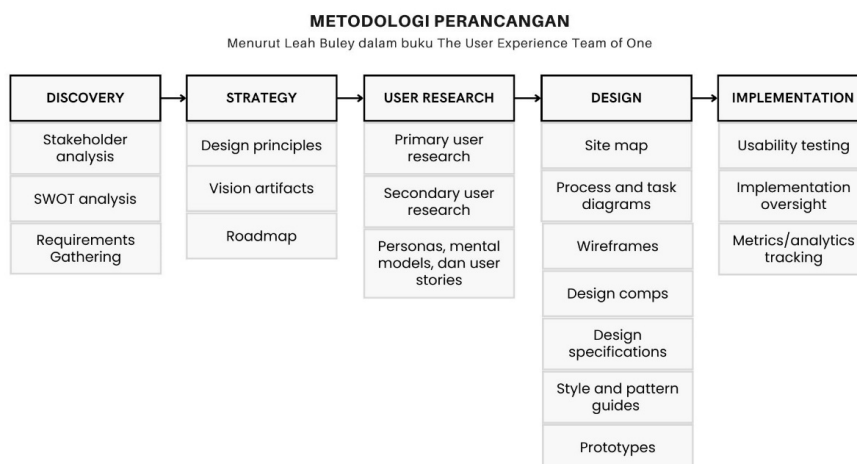 METODOLOGI PERANCANGAN
Menurut Leah Buley dalam buku The User Experience Team of One
DISCOVERY
Stakeholder
analysis
SWOT analysis
Requirements
Gathering
STRATEGY
Design principles
Vision artifacts
Roadmap
USER RESEARCH
Primary user
research
Secondary user
research
Personas, mental
models, dan user
stories
DESIGN
Site map
Process and task
diagrams
Wireframes
Design comps
Design
specifications
Style and pattern
guides
Prototypes
IMPLEMENTATION
Usability testing
Implementation
oversight
Metrics/analytics
tracking